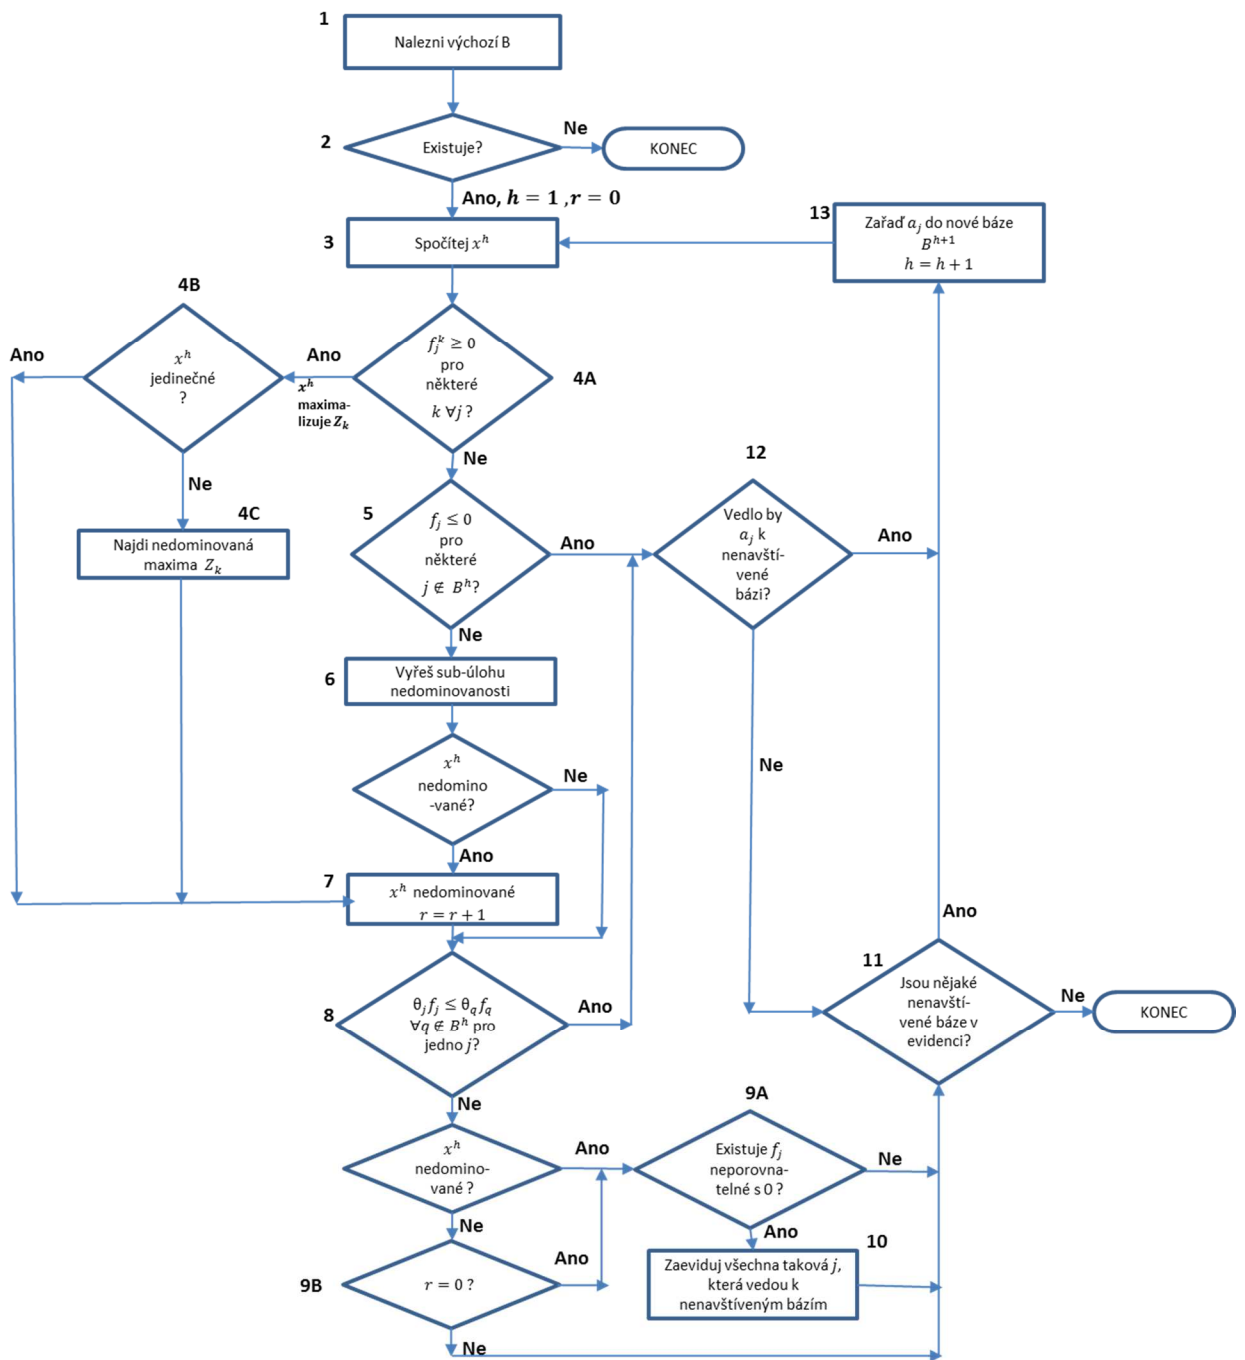 1
Nalezni výchozí B
2
Existuje?
Ne
KONEC
Ano, h = 1 ,r = 0
3
Spočítej x^h
13
Zařaď a_j do nové báze
B^{h+1}
h = h + 1
4B
Ano
x^h
jedinečné
?
Ano
x^h
maxima-
lizuje Z_k
f_j^k ≥ 0
pro
některé
k ∀j ?
4A
Ne
Ne
4C
Najdi nedominovaná
maxima Z_k
5
f_j ≤ 0
pro
některé
j ∉ B^h?
Ano
12
Vedlo by
a_j k
nenavští-
vené
bázi?
Ano
Ne
6
Vyřeš sub-úlohu
nedominovanosti
x^h
nedomino
-vané?
Ne
Ne
Ano
7
x^h nedominované
r = r + 1
Ano
8
θ_j f_j ≤ θ_q f_q
∀q ∉ B^h pro
jedno j?
Ano
11
Jsou nějaké
nenavští-
vené báze v
evidenci?
Ne
KONEC
Ne
9A
x^h
nedomino-
vané ?
Ano
Existuje f_j
neporovna-
telné s 0 ?
Ne
Ne
Ano
9B
r = 0 ?
Ano
10
Zaeviduj všechna taková j,
která vedou k
nenavštíveným bázím
Ne